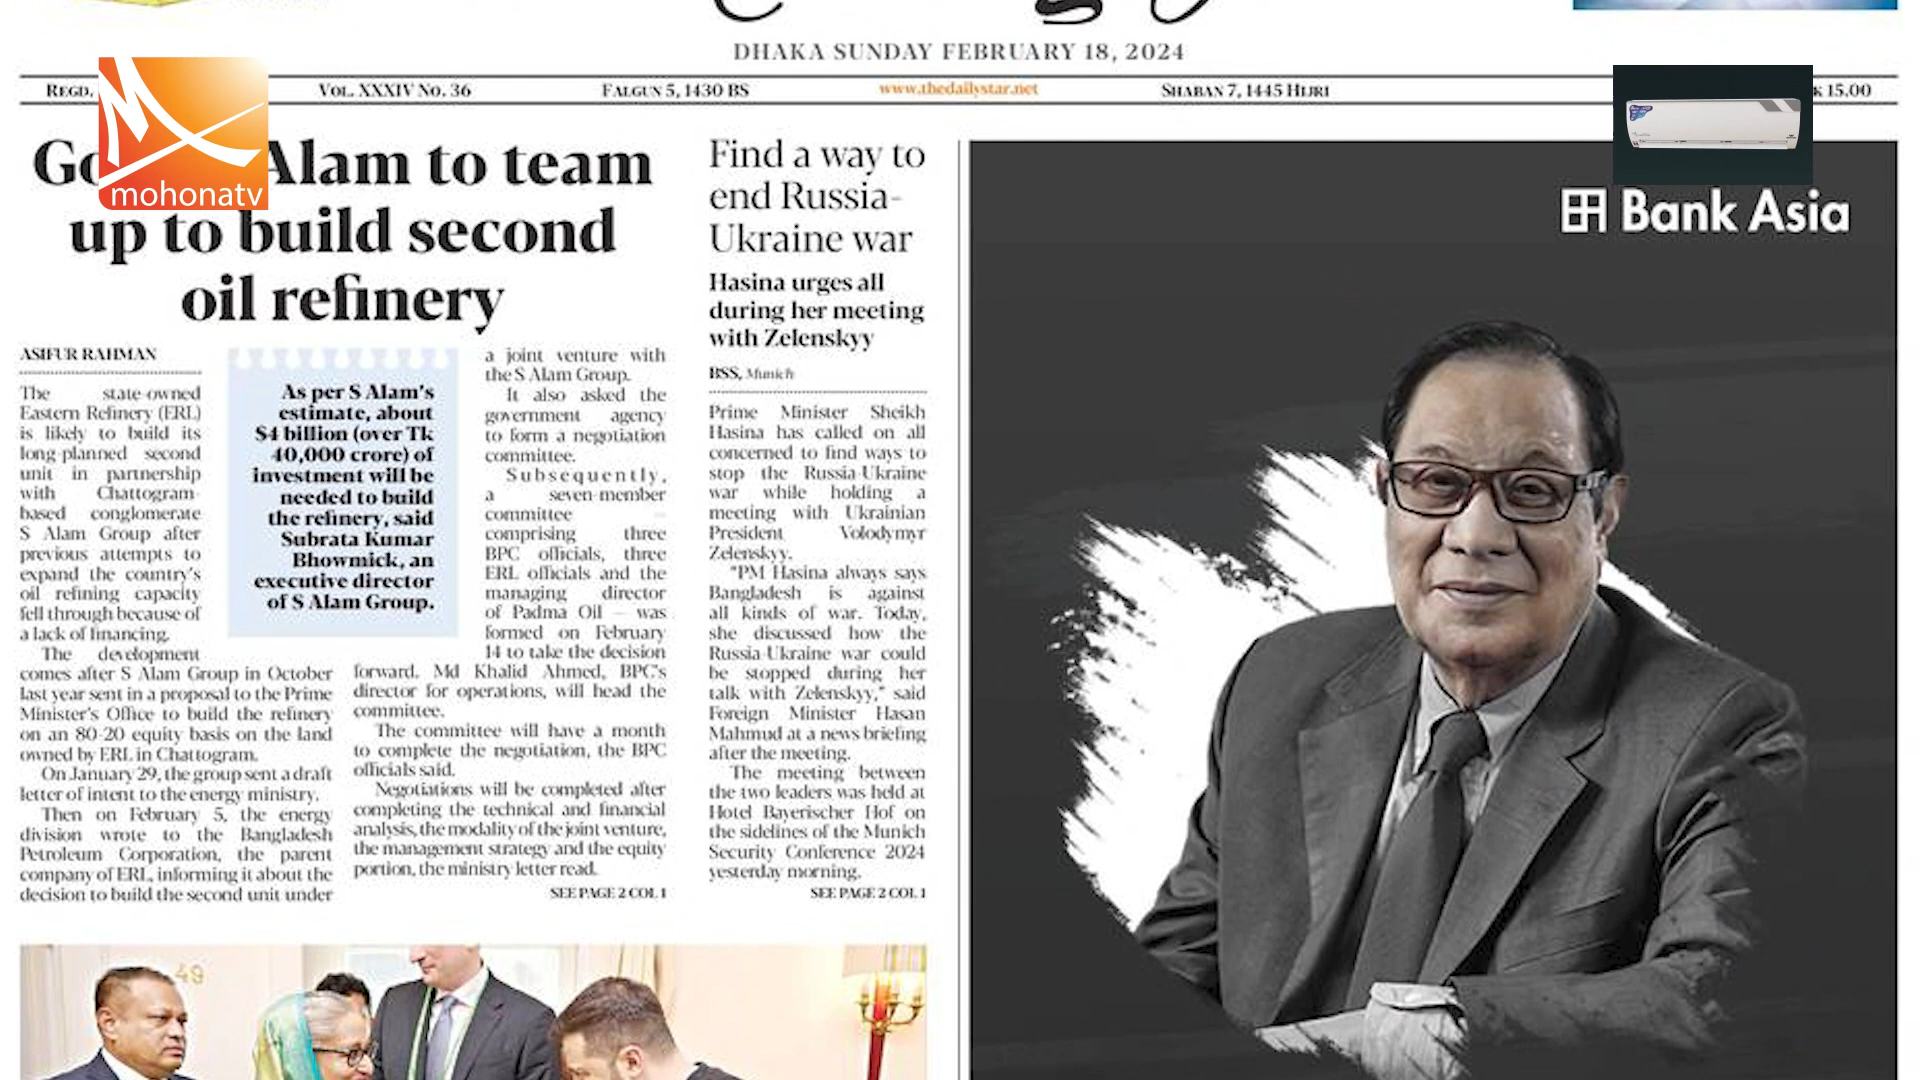 DHAKA SUNDAY FEBRUARY 18, 2024
REGD.
VOL. XXXIV NO. 36
FALGUN 5, 1430 BS
www.thedailystar.net
SHABAN 7, 1445 HIJRI
15.00
mohonatv
Alam to team
up to build second
oil refinery
ASIFUR RAHMAN
The state-owned
Eastern Refinery (ERL)
is likely to build its
long-planned second
unit in partnership
with Chattogram-
based conglomerate
S Alam Group after
previous attempts to
expand the country's
oil refining capacity
fell through because of
a lack of financing.
The development
comes after S Alam Group in October
last year sent in a proposal to the Prime
Minister's Office to build the refinery
on an 80-20 equity basis on the land
owned by ERL in Chattogram.
On January 29, the group sent a draft
letter of intent to the energy ministry.
Then on February 5, the energy
division wrote to the Bangladesh
Petroleum Corporation, the parent
company of ERL, informing it about the
decision to build the second unit under
As per S Alam's
estimate, about
$4 billion (over Tk
40,000 crore) of
investment will be
needed to build
the refinery, said
Subrata Kumar
Bhowmick, an
executive director
of S Alam Group.
a joint venture with
the S Alam Group.
It also asked the
government agency
to form a negotiation
committee.
Subsequently,
a seven-member
committee —
comprising three
BPC officials, three
ERL officials and the
managing director
of Padma Oil — was
formed on February
14 to take the decision
forward. Md Khalid Ahmed, BPC's
director for operations, will head the
committee.
The committee will have a month
to complete the negotiation, the BPC
officials said.
Negotiations will be completed after
completing the technical and financial
analysis, the modality of the joint venture,
the management strategy and the equity
portion, the ministry letter read.
SEE PAGE 2 COL 1
Find a way to
end Russia-
Ukraine war
Hasina urges all
during her meeting
with Zelenskyy
BSS, Munich
Prime Minister Sheikh
Hasina has called on all
concerned to find ways to
stop the Russia-Ukraine
war while holding a
meeting with Ukrainian
President Volodymyr
Zelenskyy.
"PM Hasina always says
Bangladesh is against
all kinds of war. Today,
she discussed how the
Russia-Ukraine war could
be stopped during her
talk with Zelenskyy," said
Foreign Minister Hasan
Mahmud at a news briefing
after the meeting.
The meeting between
the two leaders was held at
Hotel Bayerischer Hof on
the sidelines of the Munich
Security Conference 2024
yesterday morning.
SEE PAGE 2 COL 1
Bank Asia
49